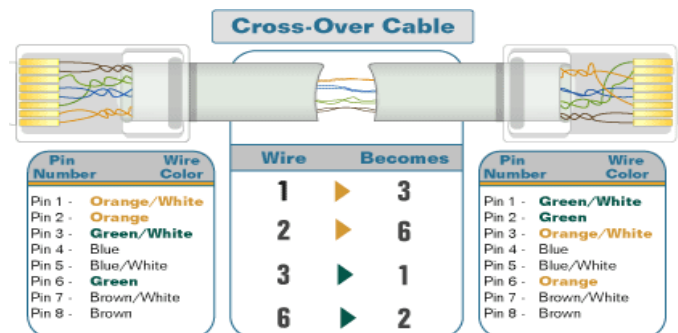 Cross-Over Cable
Pin Number Wire Color
Pin 1 - Orange/White
Pin 2 - Orange
Pin 3 - Green/White
Pin 4 - Blue
Pin 5 - Blue/White
Pin 6 - Green
Pin 7 - Brown/White
Pin 8 - Brown
Wire Becomes
1 3
2 6
3 1
6 2
Pin Number Wire Color
Pin 1 - Green/White
Pin 2 - Green
Pin 3 - Orange/White
Pin 4 - Blue
Pin 5 - Blue/White
Pin 6 - Orange
Pin 7 - Brown/White
Pin 8 - Brown